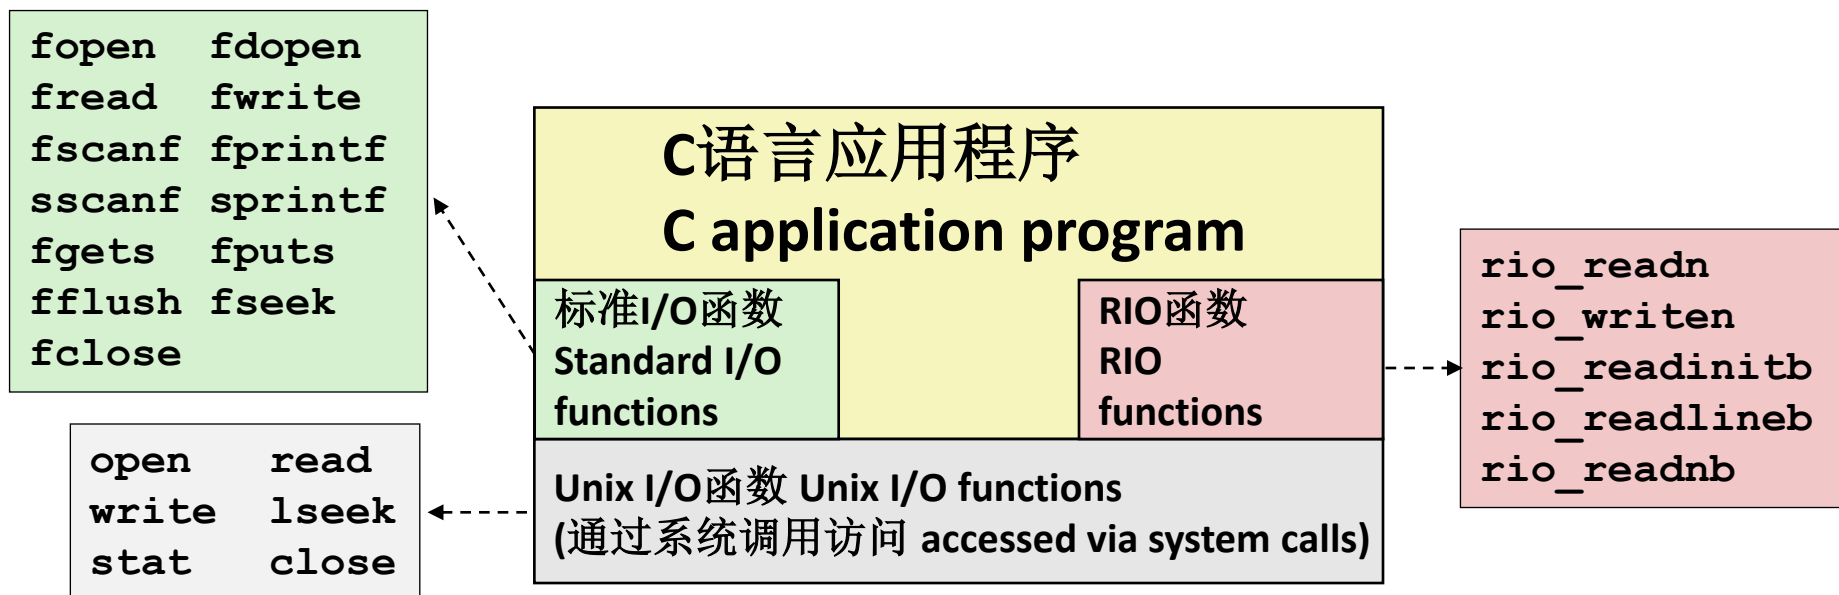 fopen fdopen
fread fwrite
fscanf fprintf
sscanf sprintf
fgets fputs
fflush fseek
fclose
open read
write lseek
stat close
C语言应用程序
C application program
标准I/O函数
Standard I/O
functions
RIO函数
RIO
functions
Unix I/O函数 Unix I/O functions
(通过系统调用访问 accessed via system calls)
rio_readn
rio_writen
rio_readinitb
rio_readlineb
rio_readnb